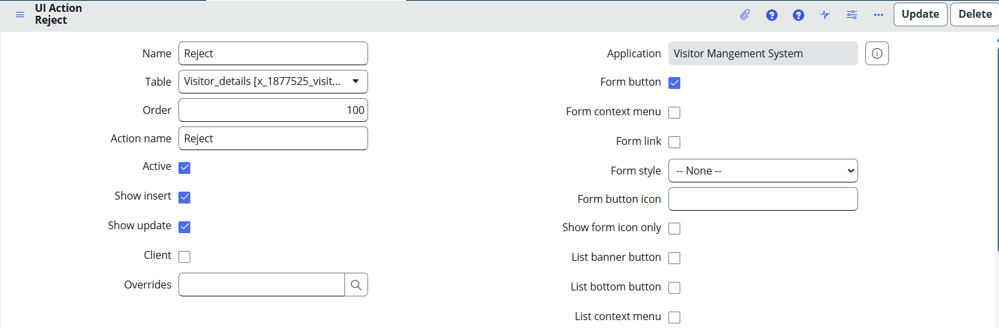 UI Action
Reject
Update
Delete
Name
Reject
Table
Visitor_details [x_1877525_visit...
Order
100
Action name
Reject
Active
Show insert
Show update
Client
Overrides
Application
Visitor Mangement System
Form button
Form context menu
Form link
Form style
-- None --
Form button icon
Show form icon only
List banner button
List bottom button
List context menu